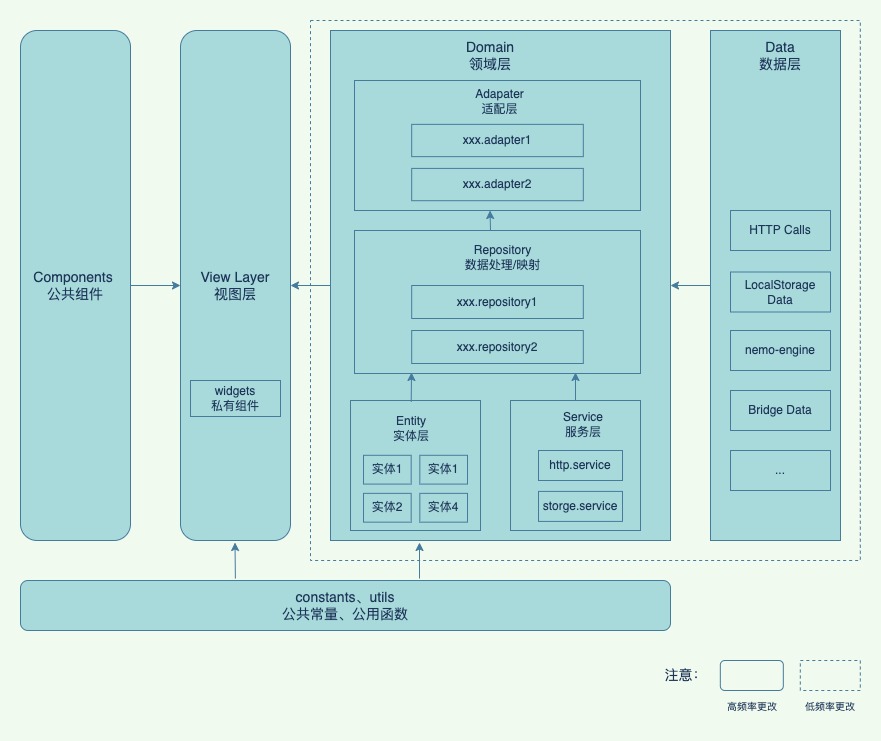 Components
公共组件
View Layer
视图层
widgets
私有组件
Domain
领域层
Adapater
适配层
xxx.adapter1
xxx.adapter2
Repository
数据处理/映射
xxx.repository1
xxx.repository2
Entity
实体层
实体1
实体1
实体2
实体4
Service
服务层
http.service
storge.service
Data
数据层
HTTP Calls
LocalStorage
Data
nemo-engine
Bridge Data
...
constants、utils
公共常量、公用函数
注意：
高频率更改
低频率更改